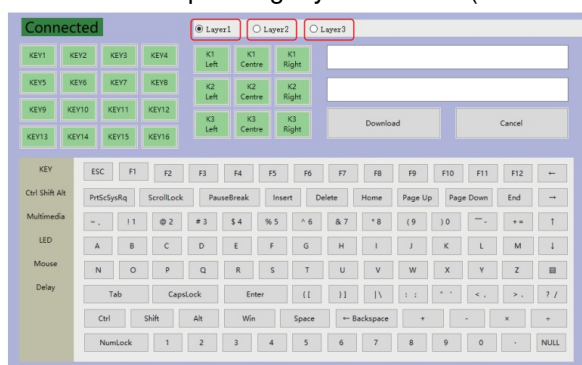 Connected
Layer1 Layer2 Layer3
KEY1 KEY2 KEY3 KEY4
K1 Left K1 Centre K1 Right
KEY5 KEY6 KEY7 KEY8
K2 Left K2 Centre K2 Right
KEY9 KEY10 KEY11 KEY12
K3 Left K3 Centre K3 Right
Download Cancel
KEY13 KEY14 KEY15 KEY16
KEY
Ctrl Shift Alt
Multimedia
LED
Mouse
Delay
ESC F1 F2 F3 F4 F5 F6 F7 F8 F9 F10 F11 F12 ←
PrtScSysRq ScrollLock PauseBreak Insert Delete Home Page Up Page Down End →
! 1 @ 2 # 3 $ 4 % 5 ^ 6 & 7 * 8 ( 9 ) 0 — - + = ↑
A B C D E F G H I J K L M ↓
N O P Q R S T U V W X Y Z
Tab CapsLock Enter { [ } ] | \ : ; " ' < , > . ? /
Ctrl Shift Alt Win Space ← Backspace + - × ÷
NumLock 1 2 3 4 5 6 7 8 9 0 · NULL